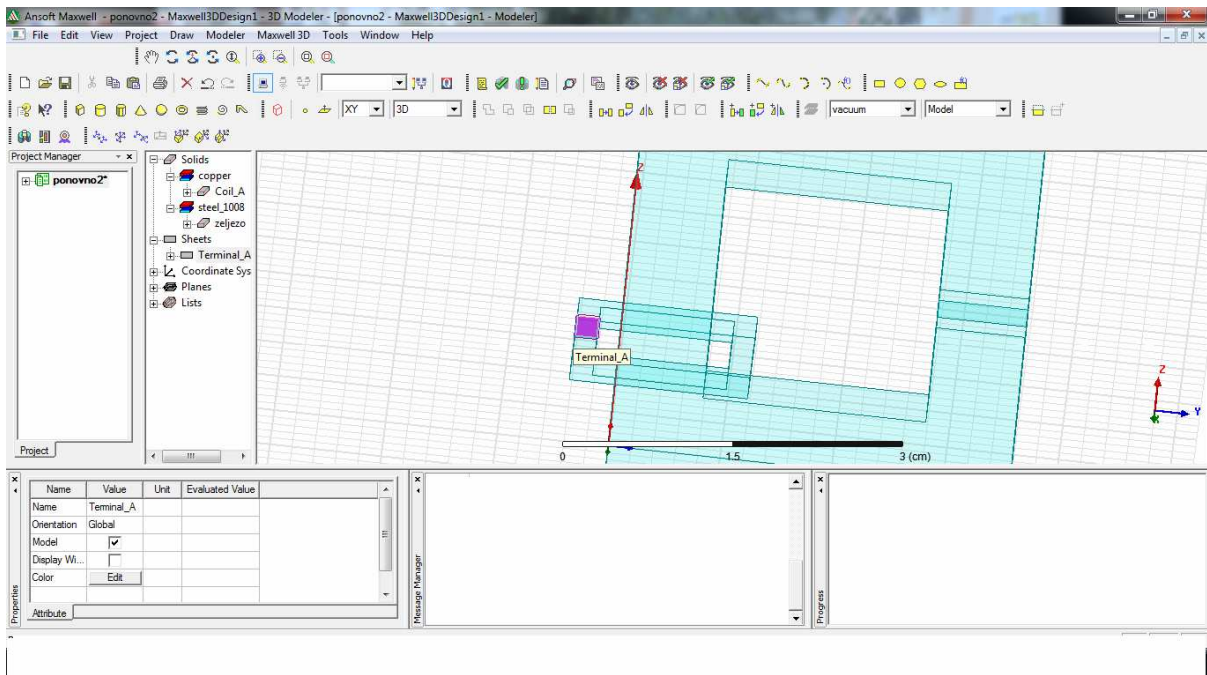 Ansoft Maxwell - ponovno2 - Maxwell3DDesign1 - 3D Modeler - [ponovno2 - Maxwell3DDesign1 - Modeler]
File Edit View Project Draw Modeler Maxwell 3D Tools Window Help
XY 3D vacuum Model
Project Manager
ponovno2*
Project
Solids
copper
Coil_A
steel_1008
zeljezo
Sheets
Terminal_A
Coordinate Sys
Planes
Lists
Z
Terminal_A
Z
Y
X
0 1.5 3 (cm)
Name Value Unit Evaluated Value
Name Terminal_A
Orientation Global
Model
Display Wi...
Color Edit
Attribute
Properties
Message Manager
Progress